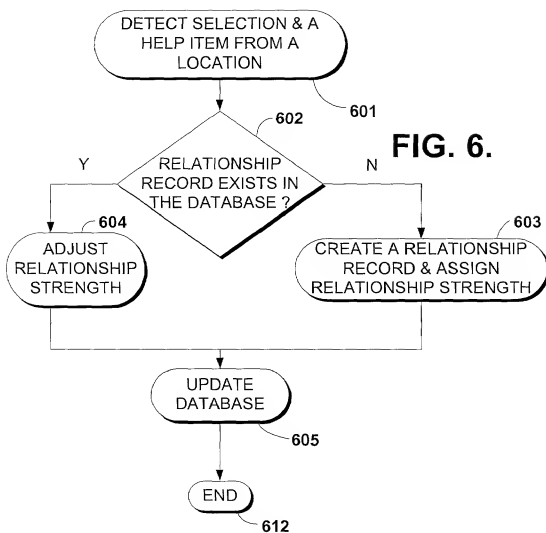 DETECT SELECTION & A
HELP ITEM FROM A
LOCATION
601
602
FIG. 6.
Y
N
RELATIONSHIP
RECORD EXISTS IN
THE DATABASE ?
604
603
ADJUST
RELATIONSHIP
STRENGTH
CREATE A RELATIONSHIP
RECORD & ASSIGN
RELATIONSHIP STRENGTH
UPDATE
DATABASE
605
END
612